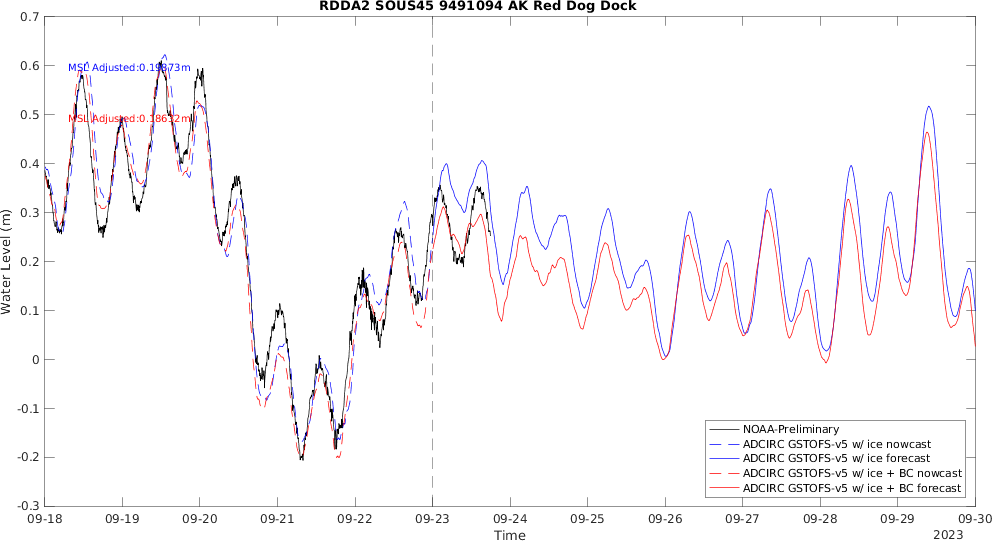 RDDA2 SOUS45 9491094 AK Red Dog Dock
0.7
0.6
0.5
0.4
0.3
0.2
0.1
0
-0.1
-0.2
-0.3
Water Level (m)
MSL Adjusted:0.19873m
MSL Adjusted:0.18632m
NOAA-Preliminary
ADCIRC GSTOFS-v5 w/ ice nowcast
ADCIRC GSTOFS-v5 w/ ice forecast
ADCIRC GSTOFS-v5 w/ ice + BC nowcast
ADCIRC GSTOFS-v5 w/ ice + BC forecast
09-18 09-19 09-20 09-21 09-22 09-23 09-24 09-25 09-26 09-27 09-28 09-29 09-30
Time
2023